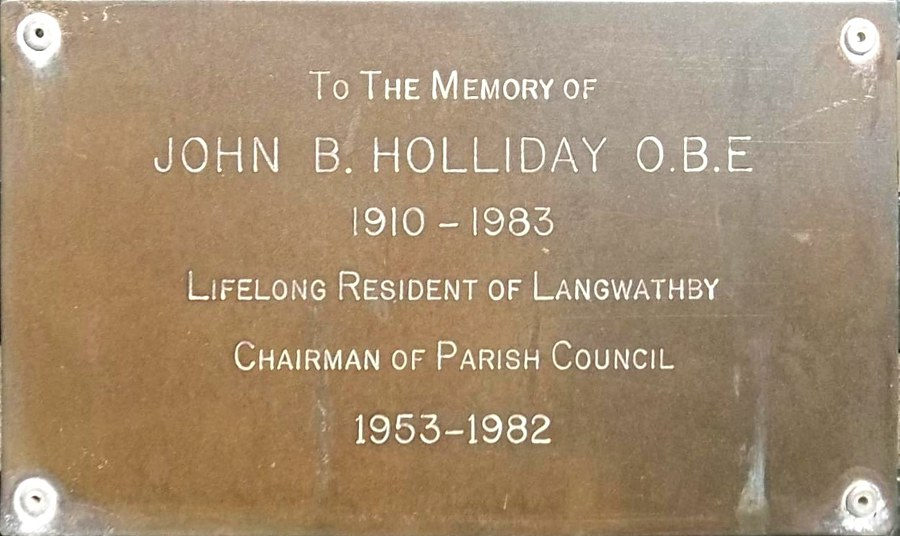 To The Memory of
JOHN B. HOLLIDAY O.B.E
1910 – 1983
Lifelong Resident of Langwathby
Chairman of Parish Council
1953–1982